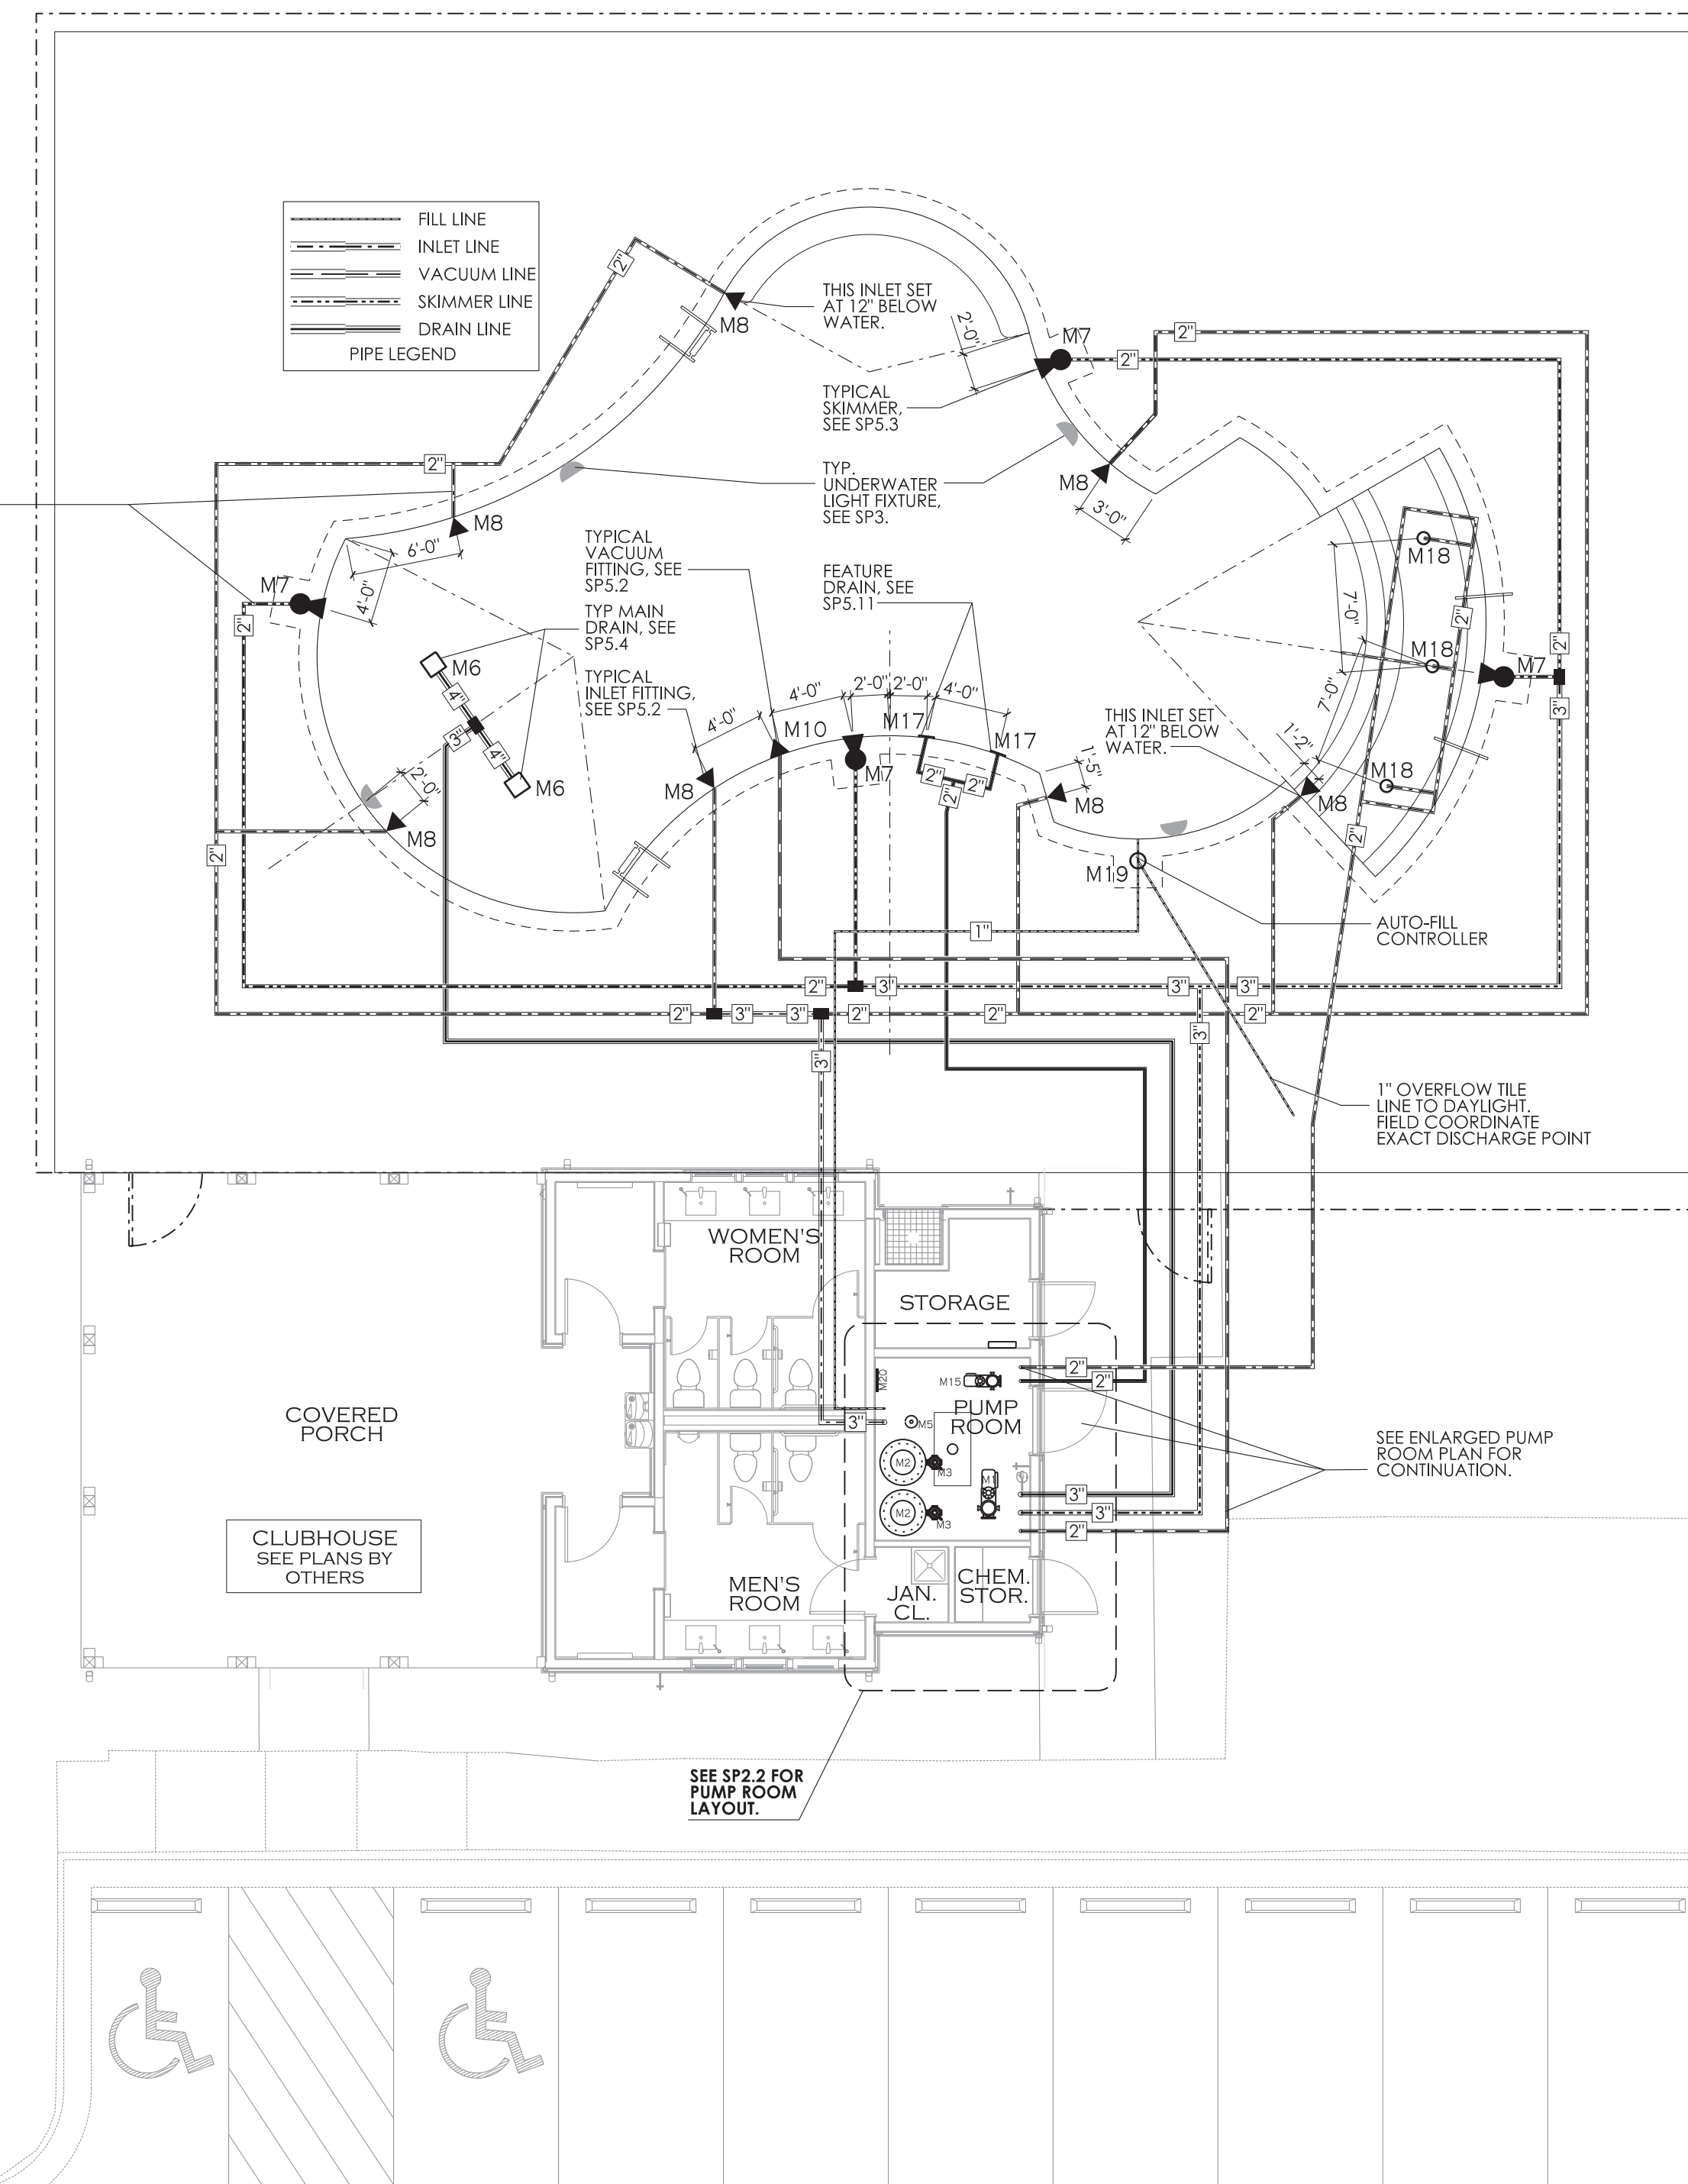 FILL LINE
INLET LINE
VACUUM LINE
SKIMMER LINE
DRAIN LINE
PIPE LEGEND
2"
M8
THIS INLET SET
AT 12" BELOW
WATER.
2'-0"
M7
2"
2"
TYPICAL
SKIMMER,
SEE SP5.3
TYP.
UNDERWATER
LIGHT FIXTURE,
SEE SP3.
M8
3'-0"
2"
M8
6'-0"
4'-0"
M7
2"
TYPICAL
VACUUM
FITTING, SEE
SP5.2
TYP MAIN
DRAIN, SEE
SP5.4
TYPICAL
INLET FITTING,
SEE SP5.2
FEATURE
DRAIN, SEE
SP5.11
M18
7'-0"
2"
M18
M7
2"
3"
7'-0"
M6
4"
3"
4"
M6
2'-0"
M8
2"
4'-0"
4'-0"
2'-0"
2'-0"
4'-0"
M10
M17
M17
M7
M8
2"
2"
2"
1'-5"
M8
THIS INLET SET
AT 12" BELOW
WATER.
1'-2"
M18
M8
2"
M19
AUTO-FILL
CONTROLLER
1"
2"
3"
3"
3"
2"
3"
3"
2"
2"
2"
3"
3"
1" OVERFLOW TILE
LINE TO DAYLIGHT.
FIELD COORDINATE
EXACT DISCHARGE POINT
WOMEN'S
ROOM
STORAGE
2"
2"
M20
M15
PUMP
ROOM
M5
3"
M2
M3
M1
M2
M3
3"
3"
2"
SEE ENLARGED PUMP
ROOM PLAN FOR
CONTINUATION.
COVERED
PORCH
CLUBHOUSE
SEE PLANS BY
OTHERS
MEN'S
ROOM
JAN.
CL.
CHEM.
STOR.
SEE SP2.2 FOR
PUMP ROOM
LAYOUT.